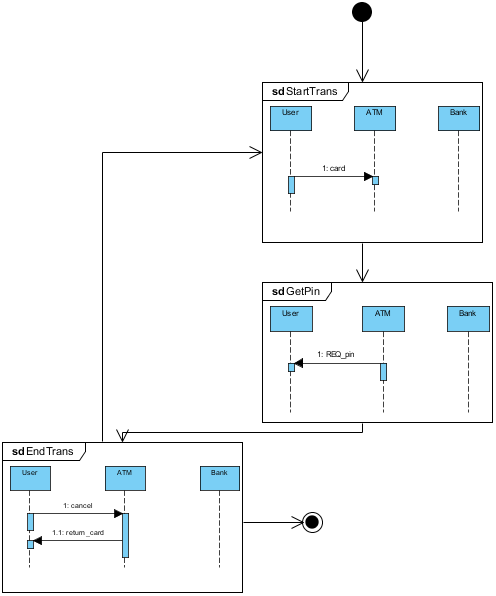 sd StartTrans
User ATM Bank
1: card
sd GetPin
User ATM Bank
1: REQ_pin
sd EndTrans
User ATM Bank
1: cancel
1.1: return_card